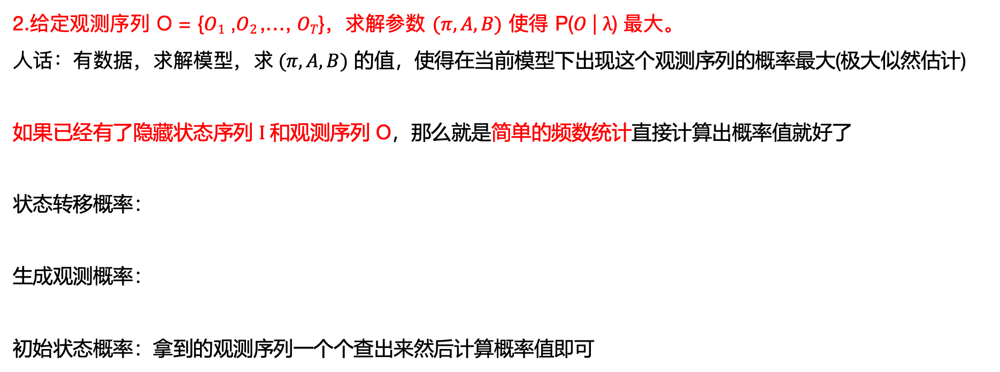 2.给定观测序列 O = {O₁ ,O₂ ,…, O_T}，求解参数 (π, A, B) 使得 P(O | λ) 最大。
人话：有数据，求解模型，求 (π, A, B) 的值，使得在当前模型下出现这个观测序列的概率最大(极大似然估计)
如果已经有了隐藏状态序列 I 和观测序列 O，那么就是简单的频数统计直接计算出概率值就好了
状态转移概率：
生成观测概率：
初始状态概率：拿到的观测序列一个个查出来然后计算概率值即可